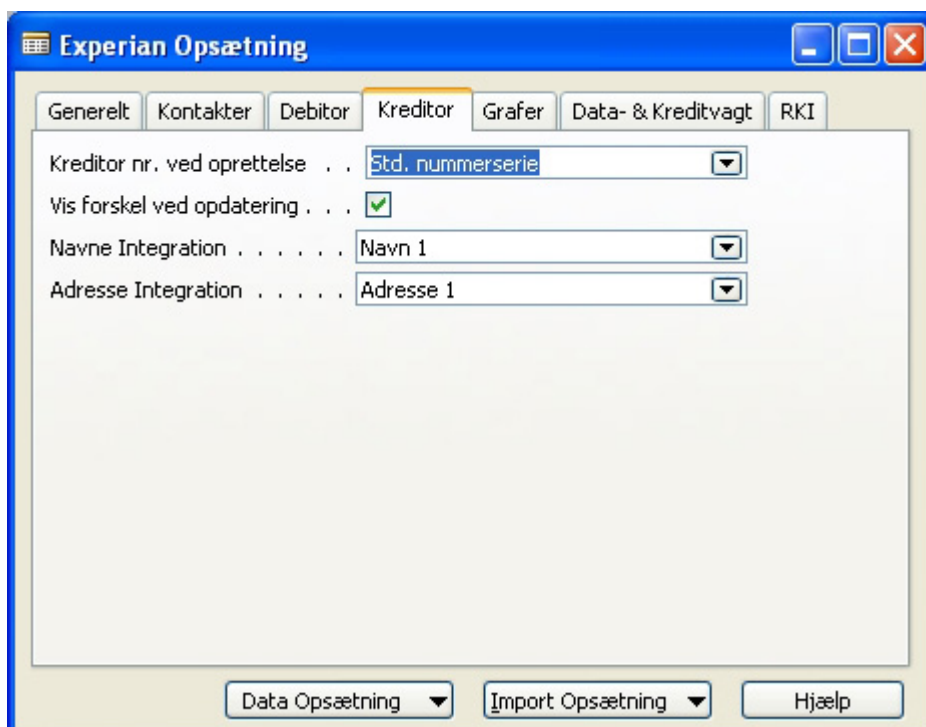 Experian Opsætning
Generelt Kontakter Debitor Kreditor Grafer Data- & Kreditvagt RKI
Kreditor nr. ved oprettelse . . Std. nummerserie
Vis forskel ved opdatering . . .
Navne Integration . . . . . . Navn 1
Adresse Integration . . . . . Adresse 1
Data Opsætning Import Opsætning Hjælp